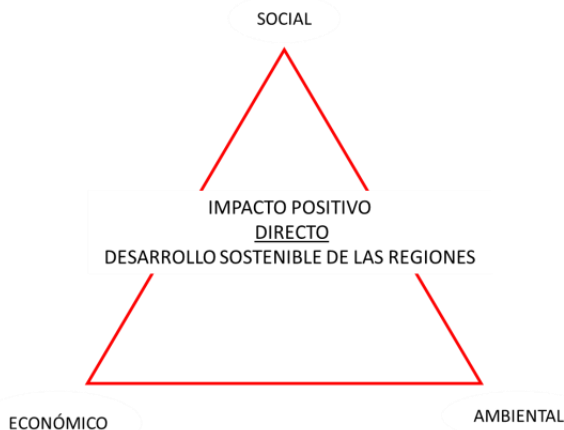 SOCIAL
IMPACTO POSITIVO
DIRECTO
DESARROLLO SOSTENIBLE DE LAS REGIONES
ECONÓMICO
AMBIENTAL